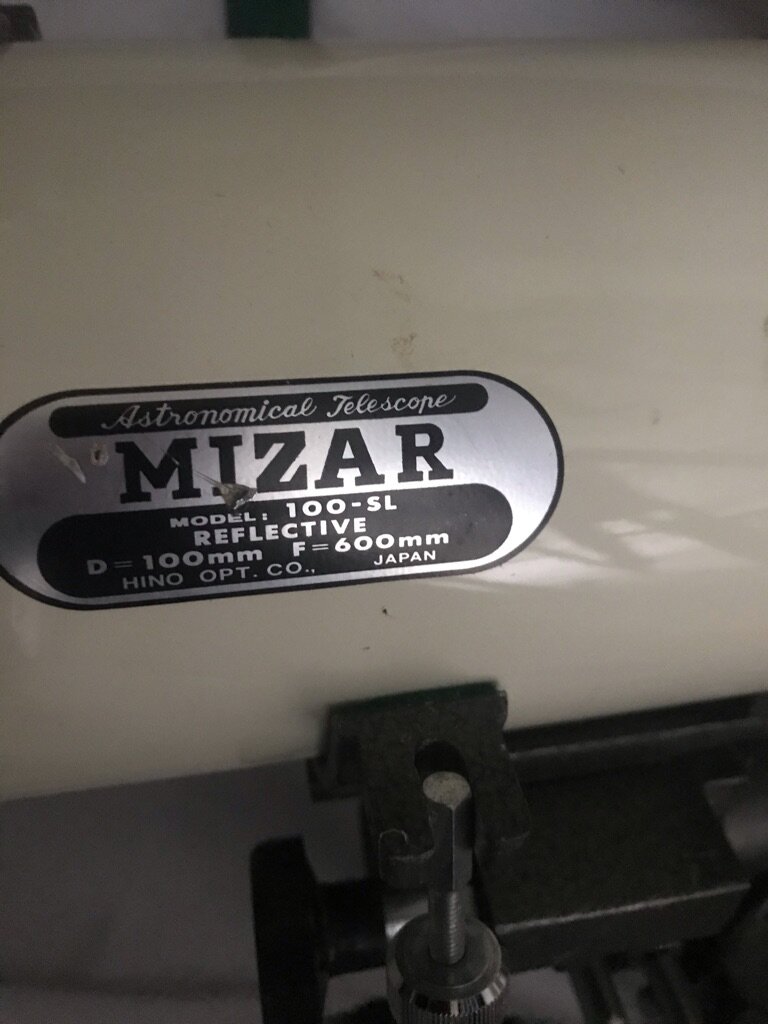 Astronomical Telescope
MIZAR
MODEL: 100-SL
REFLECTIVE
D=100mm F=600mm
HINO OPT. CO., JAPAN